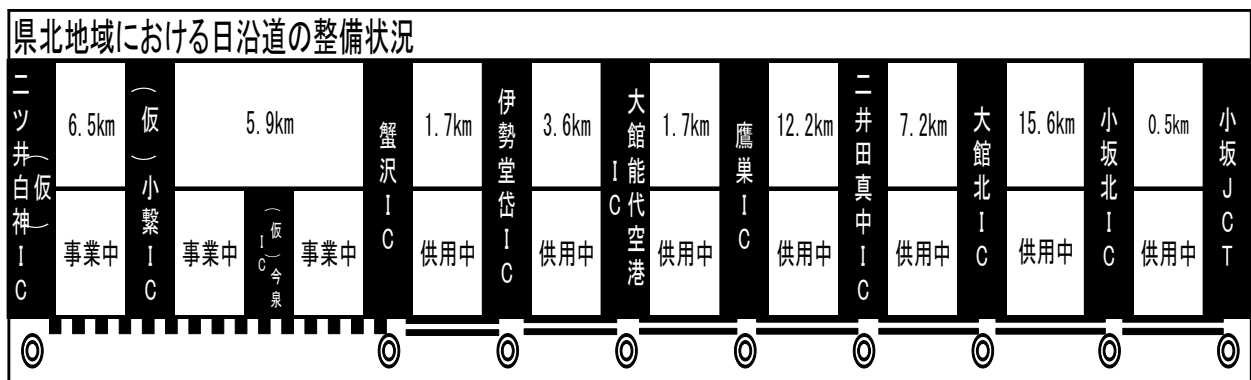 県北地域における日沿道の整備状況
二ツ井白神IC
(仮)
6.5km
事業中
(仮)小繋IC
5.9km
事業中
(仮)今泉
IC
事業中
蟹沢IC
1.7km
供用中
伊勢堂岱IC
3.6km
供用中
大館能代空港
IC
1.7km
供用中
鷹巣IC
12.2km
供用中
二井田真中IC
7.2km
供用中
大館北IC
15.6km
供用中
小坂北IC
0.5km
供用中
小坂JCT